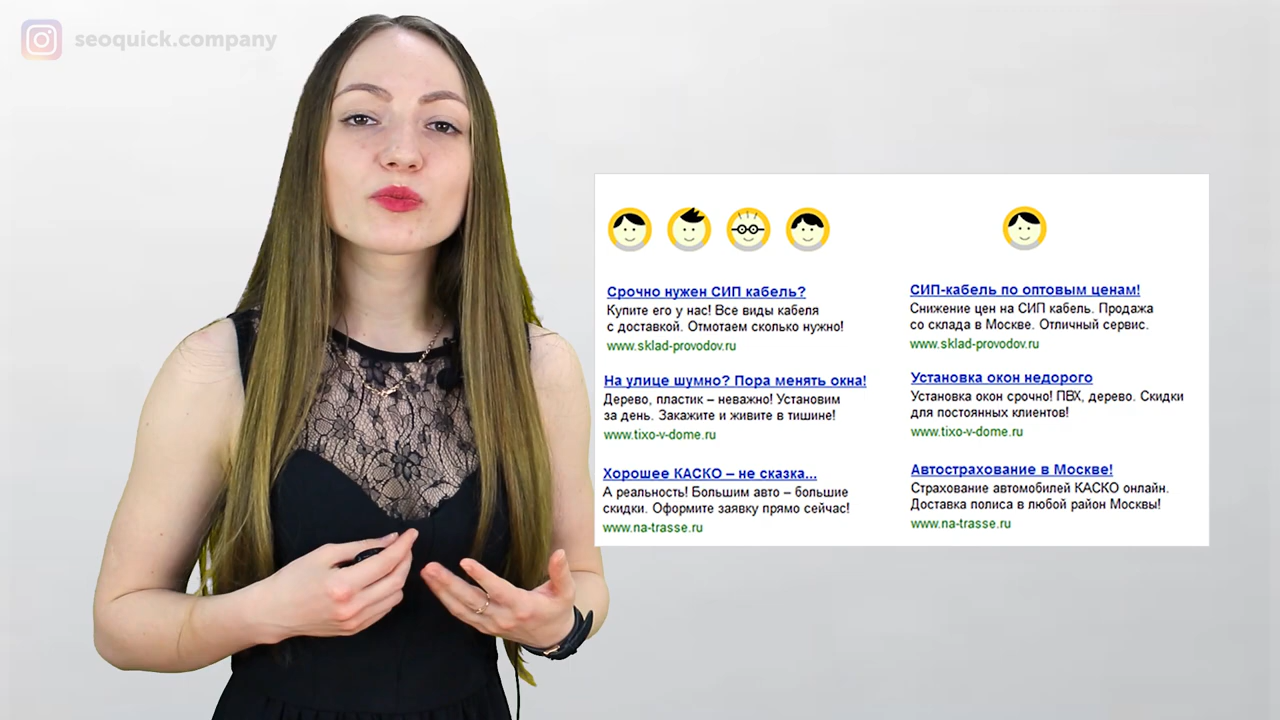 seoquick.company
Срочно нужен СИП кабель?
Купите его у нас! Все виды кабеля
с доставкой. Отмотаем сколько нужно!
www.sklad-provodov.ru
На улице шумно? Пора менять окна!
Дерево, пластик – неважно! Установим
за день. Закажите и живите в тишине!
www.tixo-v-dome.ru
Хорошее КАСКО – не сказка...
А реальность! Большим авто – большие
скидки. Оформите заявку прямо сейчас!
www.na-trasse.ru
СИП-кабель по оптовым ценам!
Снижение цен на СИП кабель. Продажа
со склада в Москве. Отличный сервис.
www.sklad-provodov.ru
Установка окон недорого
Установка окон срочно! ПВХ, дерево. Скидки
для постоянных клиентов!
www.tixo-v-dome.ru
Автострахование в Москве!
Страхование автомобилей КАСКО онлайн.
Доставка полиса в любой район Москвы!
www.na-trasse.ru